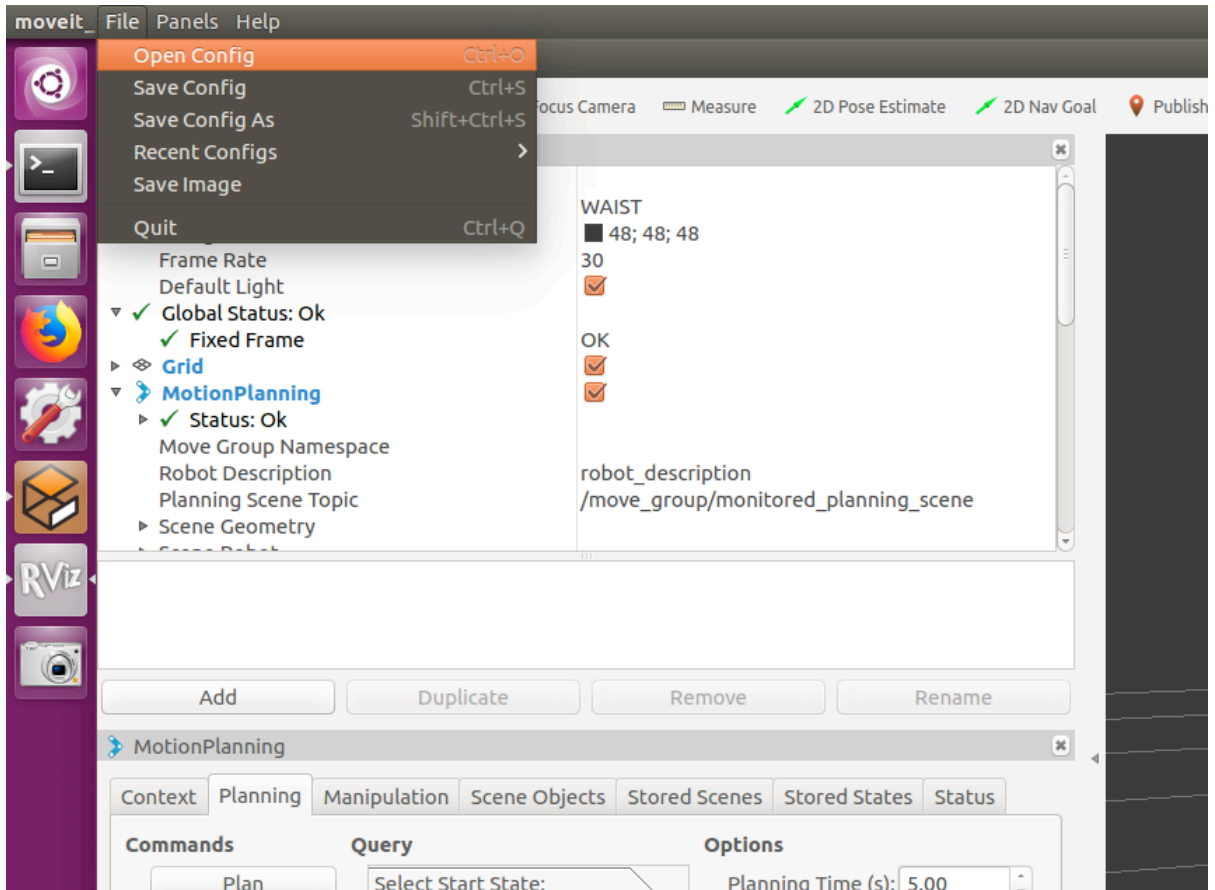 moveit_ File Panels Help
Open Config Ctrl+O
Save Config Ctrl+S
Save Config As Shift+Ctrl+S
Recent Configs
Save Image
Quit Ctrl+Q
Focus Camera Measure 2D Pose Estimate 2D Nav Goal Publish
WAIST
48; 48; 48
Frame Rate 30
Default Light
Global Status: Ok
Fixed Frame OK
Grid
MotionPlanning
Status: Ok
Move Group Namespace
Robot Description robot_description
Planning Scene Topic /move_group/monitored_planning_scene
Scene Geometry
Scene Robot
RViz
Add Duplicate Remove Rename
MotionPlanning
Context Planning Manipulation Scene Objects Stored Scenes Stored States Status
Commands Query Options
Plan Select Start State: Planning Time (s): 5.00